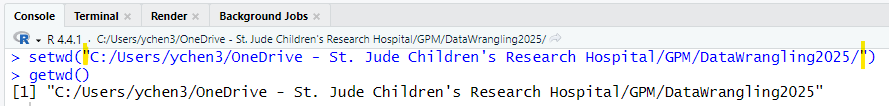 Console Terminal × Render × Background Jobs ×
R R 4.4.1 · C:/Users/ychen3/OneDrive - St. Jude Children's Research Hospital/GPM/DataWrangling2025/
> setwd("C:/Users/ychen3/OneDrive - St. Jude Children's Research Hospital/GPM/DataWrangling2025/")
> getwd()
[1] "C:/Users/ychen3/OneDrive - St. Jude Children's Research Hospital/GPM/DataWrangling2025"